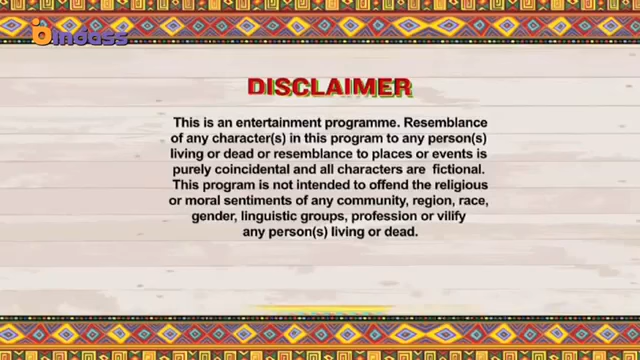 bindass
DISCLAIMER
This is an entertainment programme. Resemblance
of any character(s) in this program to any person(s)
living or dead or resemblance to places or events is
purely coincidental and all characters are fictional.
This program is not intended to offend the religious
or moral sentiments of any community, region, race,
gender, linguistic groups, profession or vilify
any person(s) living or dead.